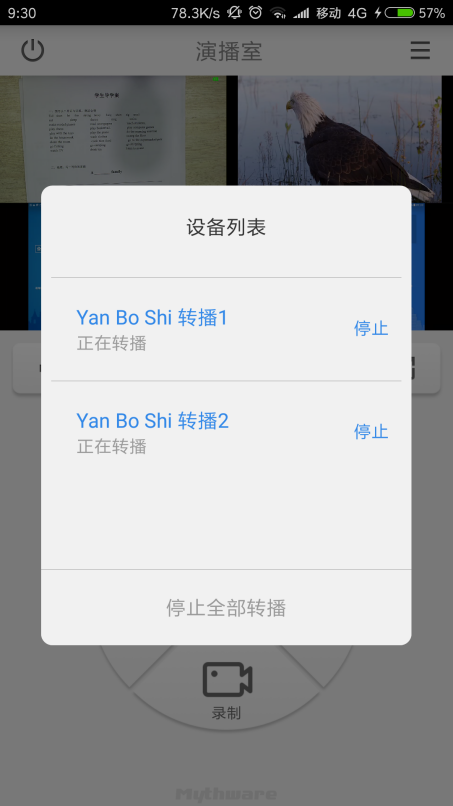 9:30
78.3K/s
移动 4G
57%
演播室
设备列表
Yan Bo Shi 转播1
正在转播
停止
Yan Bo Shi 转播2
正在转播
停止
停止全部转播
录制
Mythware